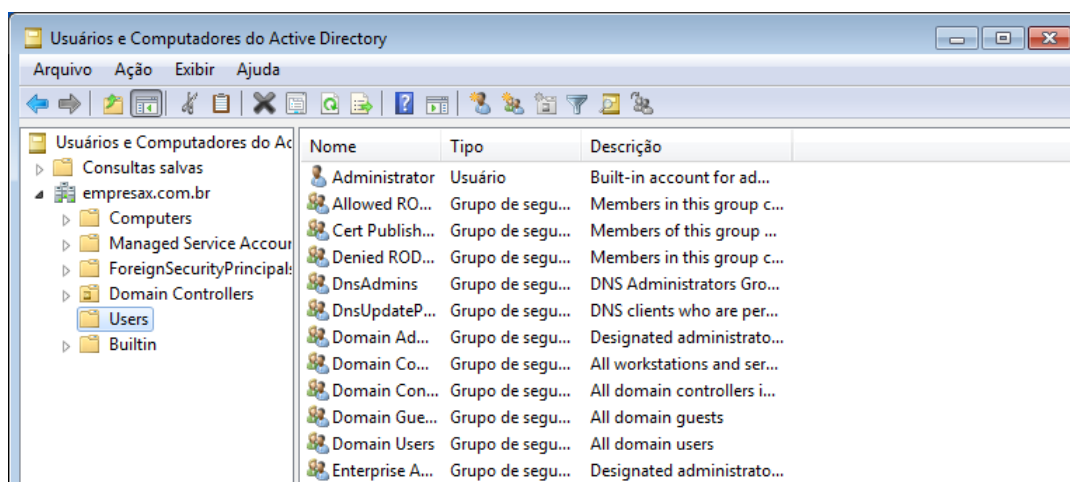 Usuários e Computadores do Active Directory
Arquivo Ação Exibir Ajuda
Usuários e Computadores do Ac
Consultas salvas
empresax.com.br
Computers
Managed Service Accour
ForeignSecurityPrincipals
Domain Controllers
Users
Builtin
Nome Tipo Descrição
Administrator Usuário Built-in account for ad...
Allowed RO... Grupo de segu... Members in this group c...
Cert Publish... Grupo de segu... Members of this group ...
Denied ROD... Grupo de segu... Members in this group c...
DnsAdmins Grupo de segu... DNS Administrators Gro...
DnsUpdateP... Grupo de segu... DNS clients who are per...
Domain Ad... Grupo de segu... Designated administrato...
Domain Co... Grupo de segu... All workstations and ser...
Domain Con... Grupo de segu... All domain controllers i...
Domain Gue... Grupo de segu... All domain guests
Domain Users Grupo de segu... All domain users
Enterprise A... Grupo de segu... Designated administrato...